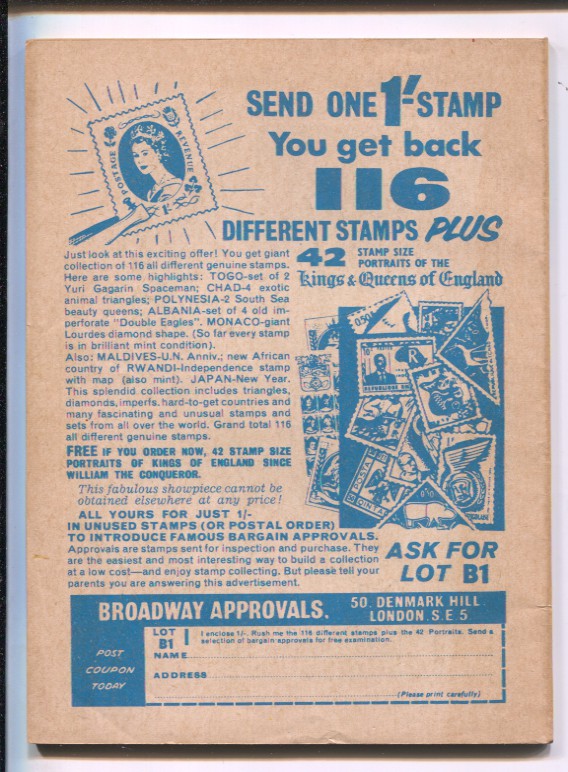 SEND ONE 1/- STAMP
You get back
116
DIFFERENT STAMPS PLUS
POSTAGE REVENUE
1s
42 STAMP SIZE
PORTRAITS OF THE
Kings & Queens of England
Just look at this exciting offer! You get giant
collection of 116 all different genuine stamps.
Here are some highlights: TOGO-set of 2
Yuri Gagarin Spaceman; CHAD-4 exotic
animal triangles; POLYNESIA-2 South Sea
beauty queens; ALBANIA-set of 4 old im-
perforate "Double Eagles". MONACO-giant
Lourdes diamond shape. (So far every stamp
is in brilliant mint condition).
Also: MALDIVES-U.N. Anniv.; new African
country of RWANDI-Independence stamp
with map (also mint). JAPAN-New Year.
This splendid collection includes triangles,
diamonds, imperfs. hard-to-get countries and
many fascinating and unusual stamps and
sets from all over the world. Grand total 116
all different genuine stamps.
FREE IF YOU ORDER NOW, 42 STAMP SIZE
PORTRAITS OF KINGS OF ENGLAND SINCE
WILLIAM THE CONQUEROR.
This fabulous showpiece cannot be
obtained elsewhere at any price!
ALL YOURS FOR JUST 1/-
IN UNUSED STAMPS (OR POSTAL ORDER)
TO INTRODUCE FAMOUS BARGAIN APPROVALS.
Approvals are stamps sent for inspection and purchase. They
are the easiest and most interesting way to build a collection
at a low cost—and enjoy stamp collecting. But please tell your
parents you are answering this advertisement.
0.50
10
R
POSTA
QINTA
ASK FOR
LOT B1
BROADWAY APPROVALS. 50, DENMARK HILL
LONDON. S.E. 5
POST
COUPON
TODAY
LOT
B1
I enclose 1/-. Rush me the 116 different stamps plus the 42 Portraits. Send a
selection of bargain approvals for free examination.
NAME
ADDRESS
(Please print carefully)